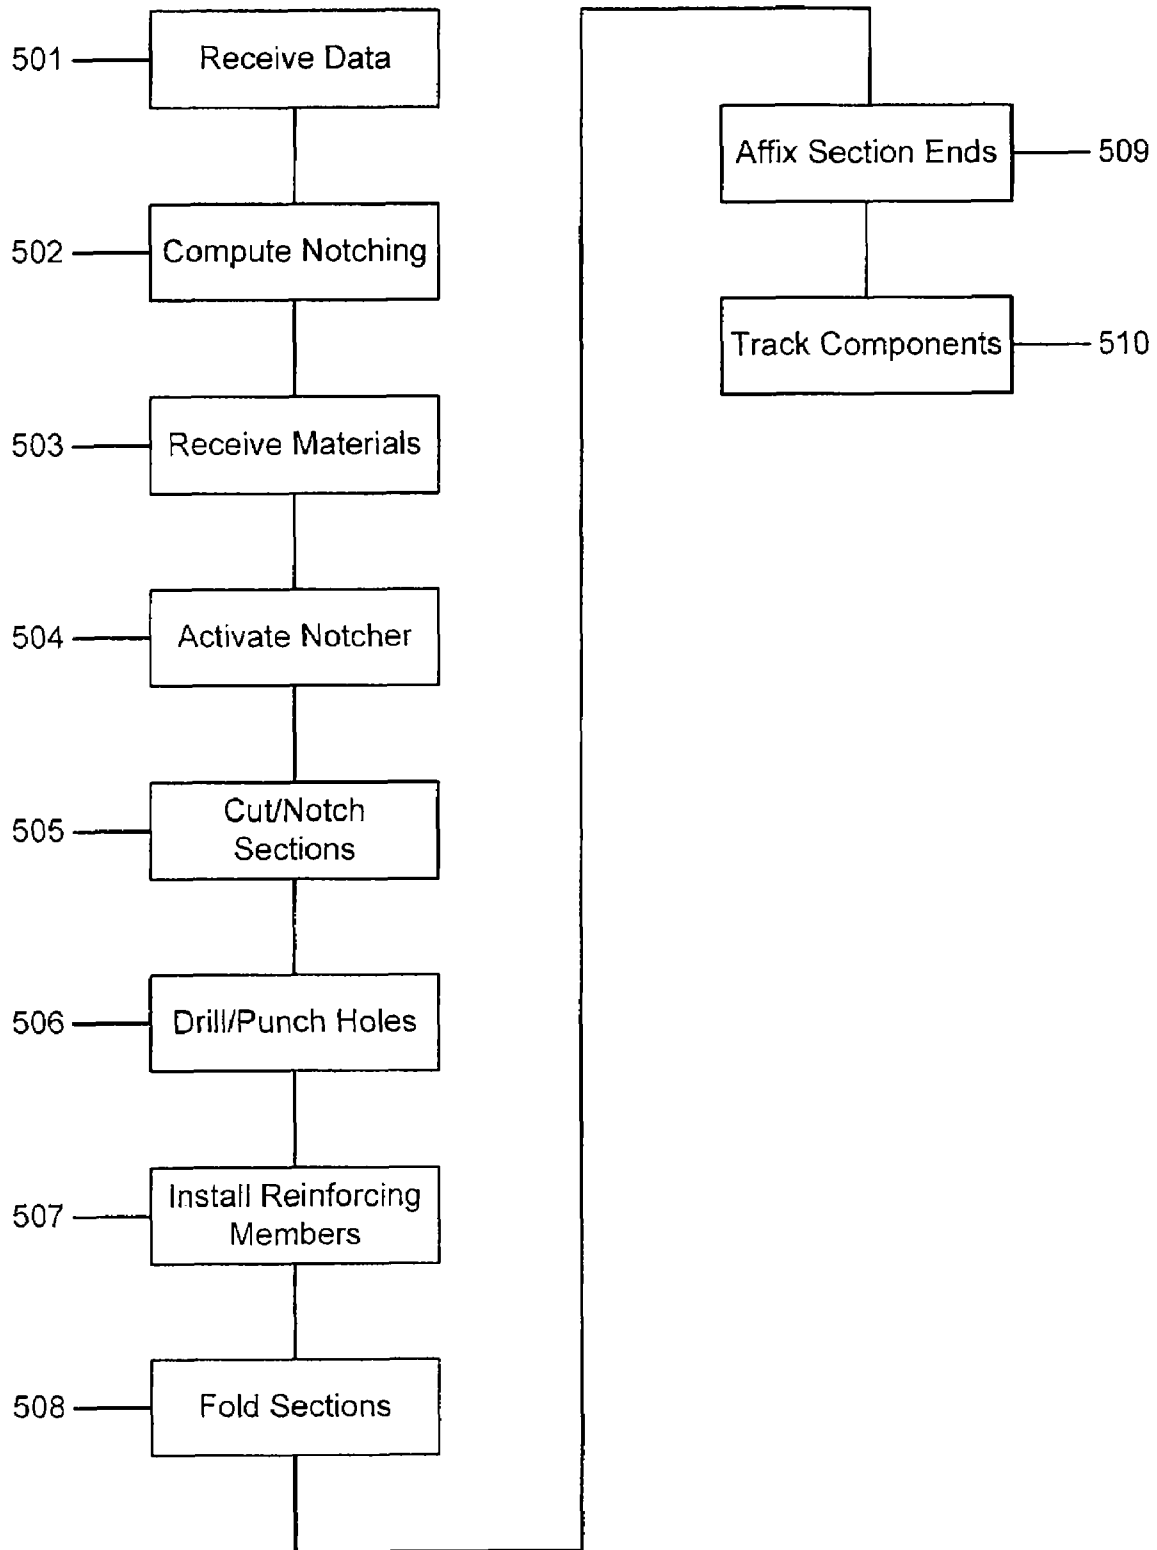 501 Receive Data
502 Compute Notching
503 Receive Materials
504 Activate Notcher
505 Cut/Notch
Sections
506 Drill/Punch Holes
507 Install Reinforcing
Members
508 Fold Sections
Affix Section Ends 509
Track Components 510